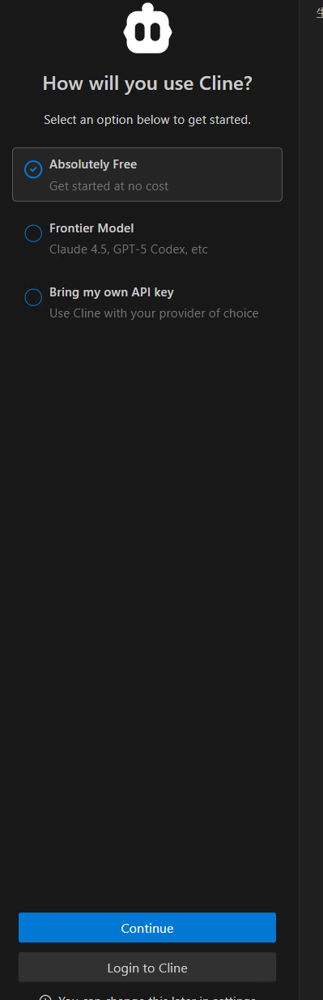 How will you use Cline?
Select an option below to get started.
Absolutely Free
Get started at no cost
Frontier Model
Claude 4.5, GPT-5 Codex, etc
Bring my own API key
Use Cline with your provider of choice
Continue
Login to Cline
You can change this later in settings